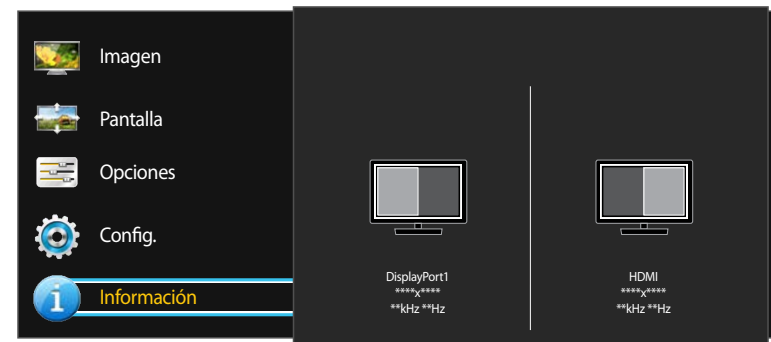 Imagen
Pantalla
Opciones
Config.
Información
DisplayPort1
****x****
**kHz **Hz
HDMI
****x****
**kHz **Hz